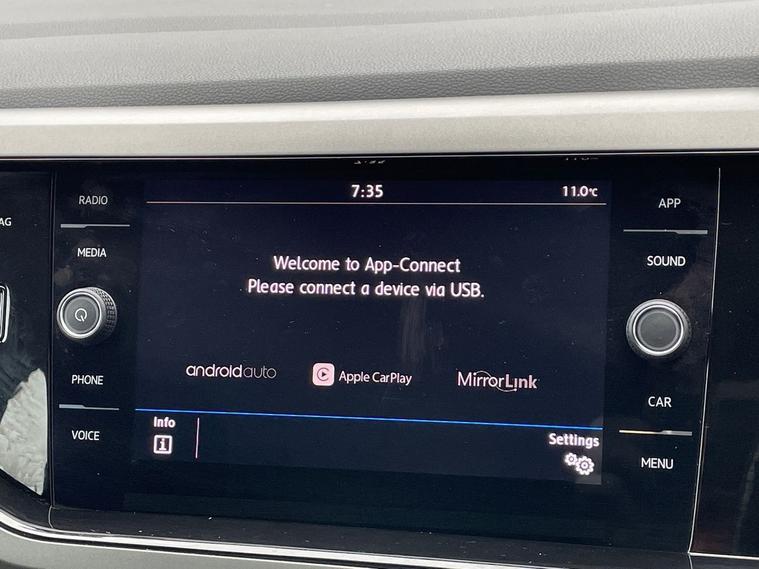 7:35
11.0°C
Welcome to App-Connect
Please connect a device via USB.
androidauto
Apple CarPlay
MirrorLink
Info
Settings
RADIO
MEDIA
PHONE
VOICE
APP
SOUND
CAR
MENU
AG